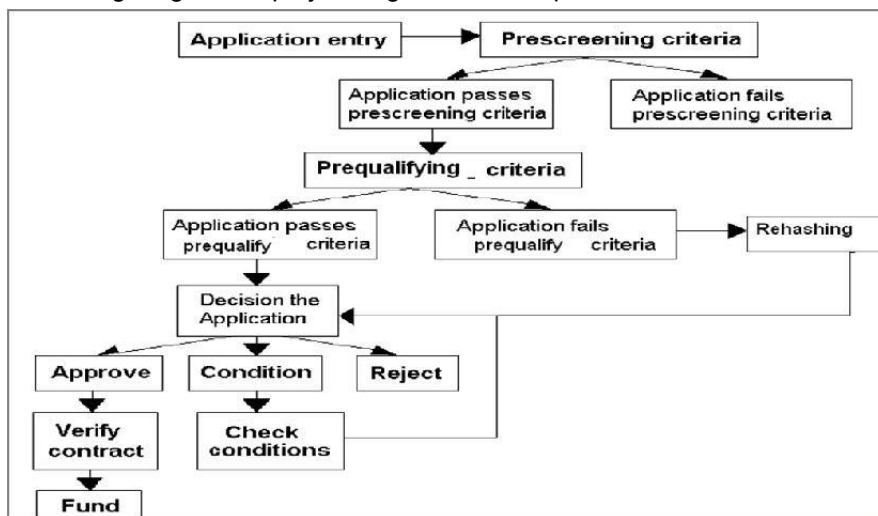 Application entry
Prescreening criteria
Application passes
prescreening criteria
Application fails
prescreening criteria
Prequalifying _ criteria
Application passes
prequalify criteria
Application fails
prequalify criteria
Rehashing
Decision the
Application
Approve
Condition
Reject
Verify
contract
Check
conditions
Fund